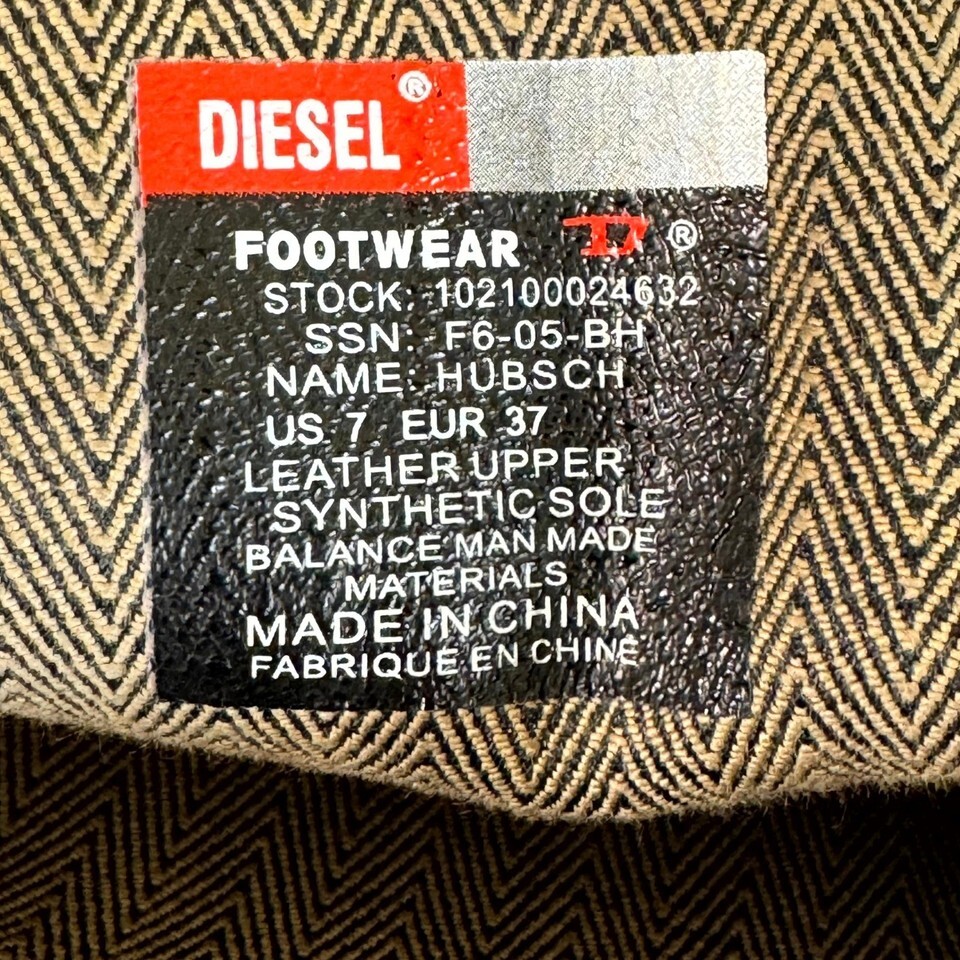 DIESEL®
FOOTWEAR D®
STOCK: 102100024632
SSN: F6-05-BH
NAME: HUBSCH
US 7 EUR 37
LEATHER UPPER
SYNTHETIC SOLE
BALANCE MAN MADE
MATERIALS
MADE IN CHINA
FABRIQUE EN CHINE